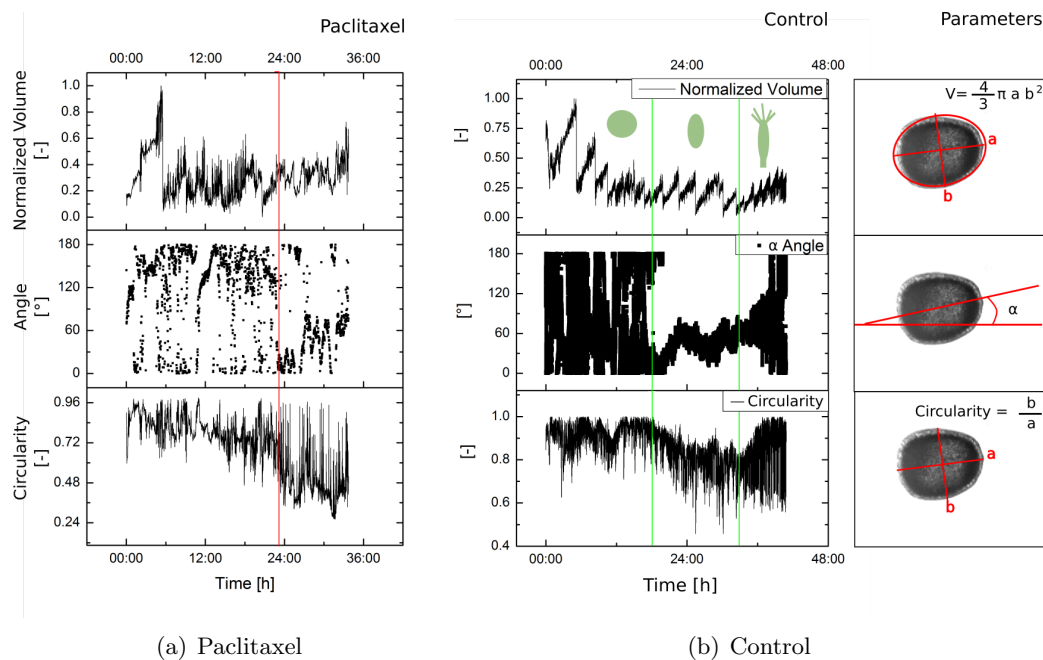 Paclitaxel
00:00 12:00 24:00 36:00
Normalized Volume
[-]
1.0
0.8
0.6
0.4
0.2
0.0
Angle
[°]
180
120
60
0
Circularity
[-]
0.96
0.72
0.48
0.24
00:00 12:00 24:00 36:00
Time [h]
(a) Paclitaxel
Control
00:00 24:00 48:00
Normalized Volume
[-]
1.00
0.75
0.50
0.25
0.00
α Angle
[°]
180
120
60
0
Circularity
[-]
1.0
0.8
0.6
0.4
00:00 24:00 48:00
Time [h]
(b) Control
Parameters
V= 4/3 π a b²
a
b
α
Circularity = b/a
a
b